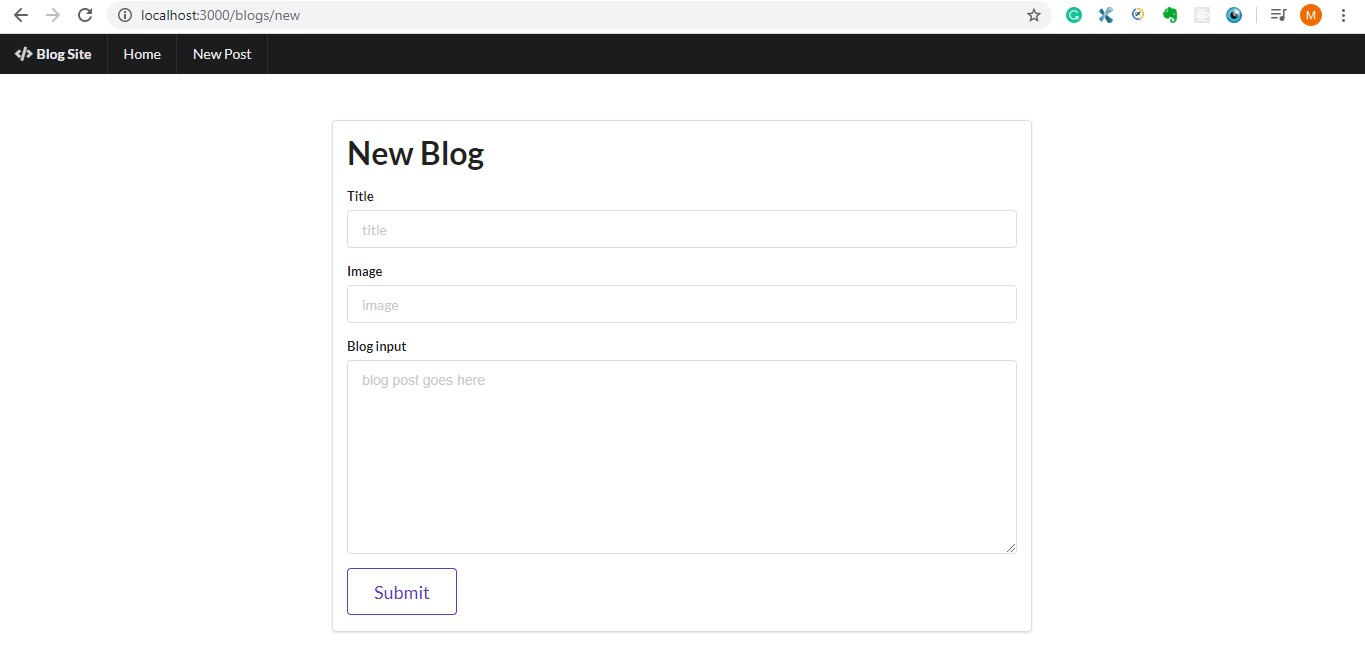 localhost:3000/blogs/new
M
</> Blog Site Home New Post
New Blog
Title
title
Image
image
Blog input
blog post goes here
Submit